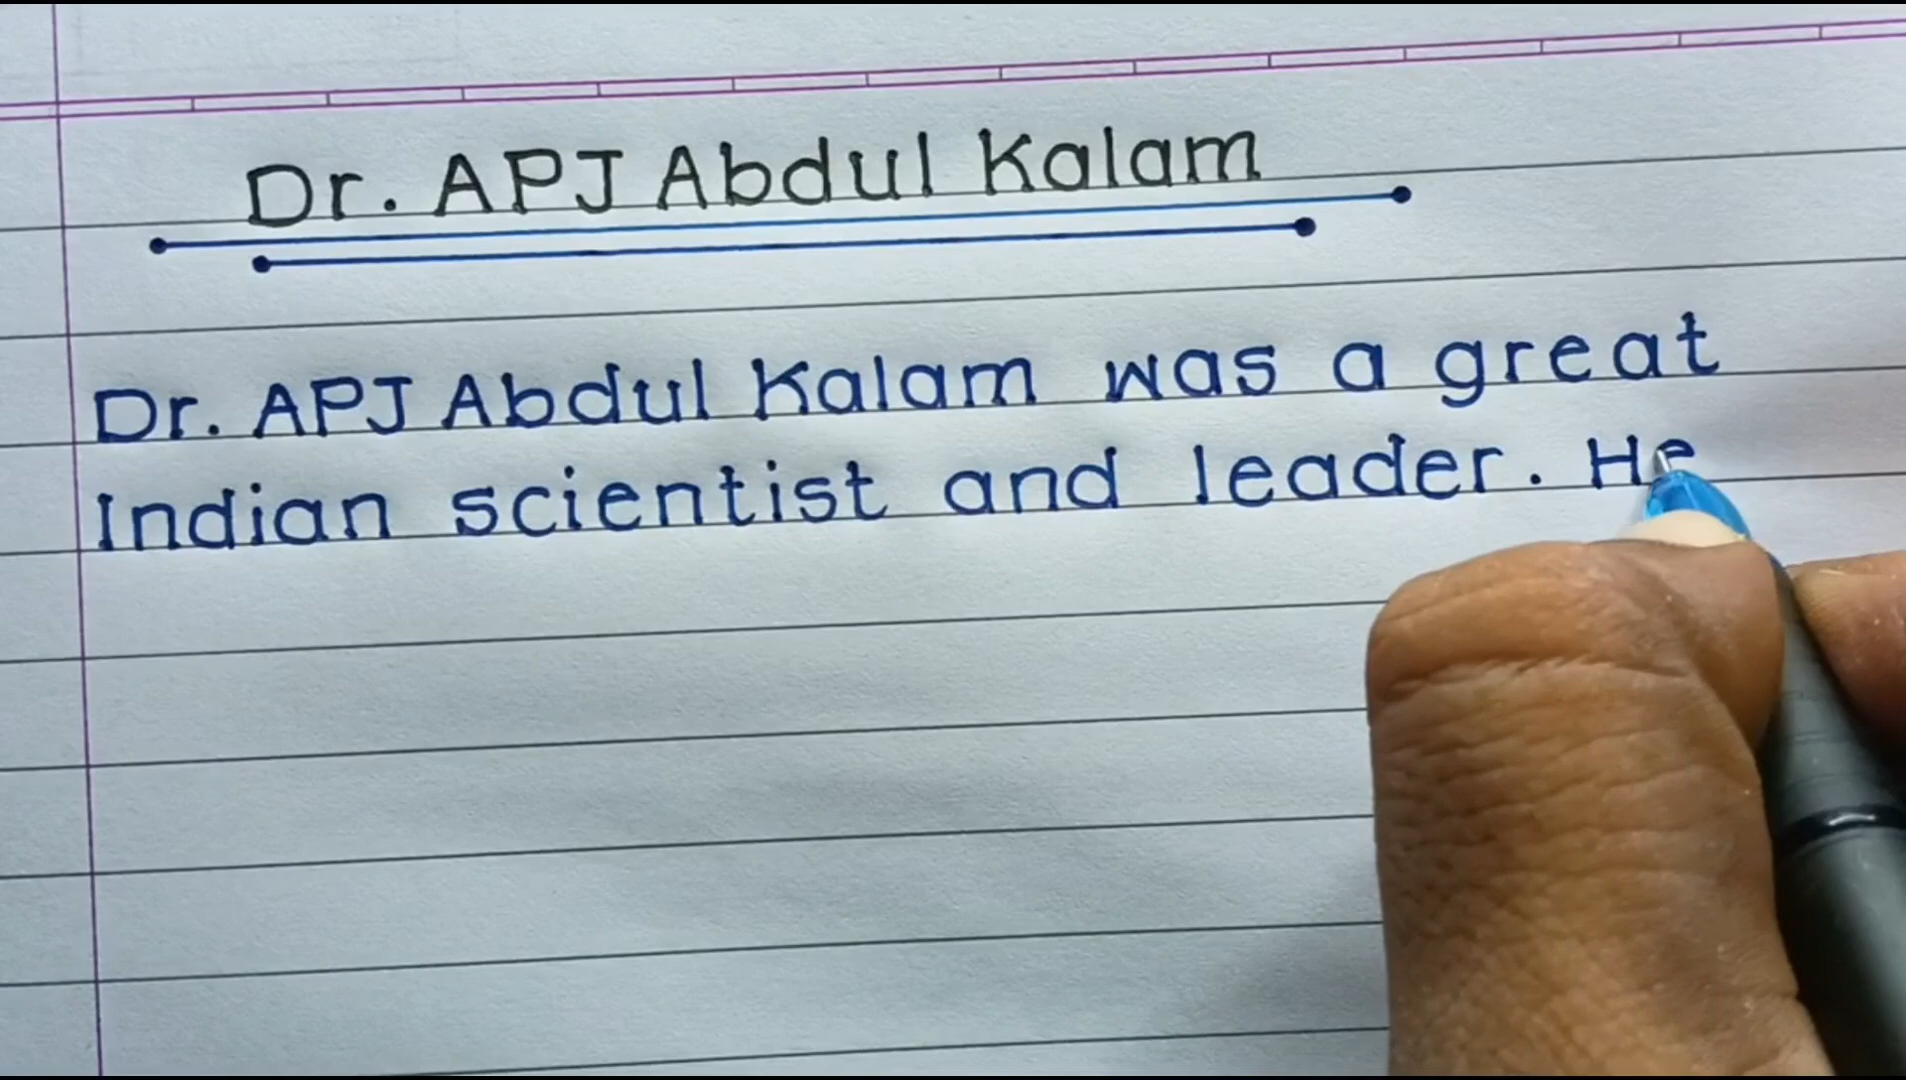 Dr. APJ Abdul Kalam
Dr. APJ Abdul Kalam was a great
Indian scientist and leader. He